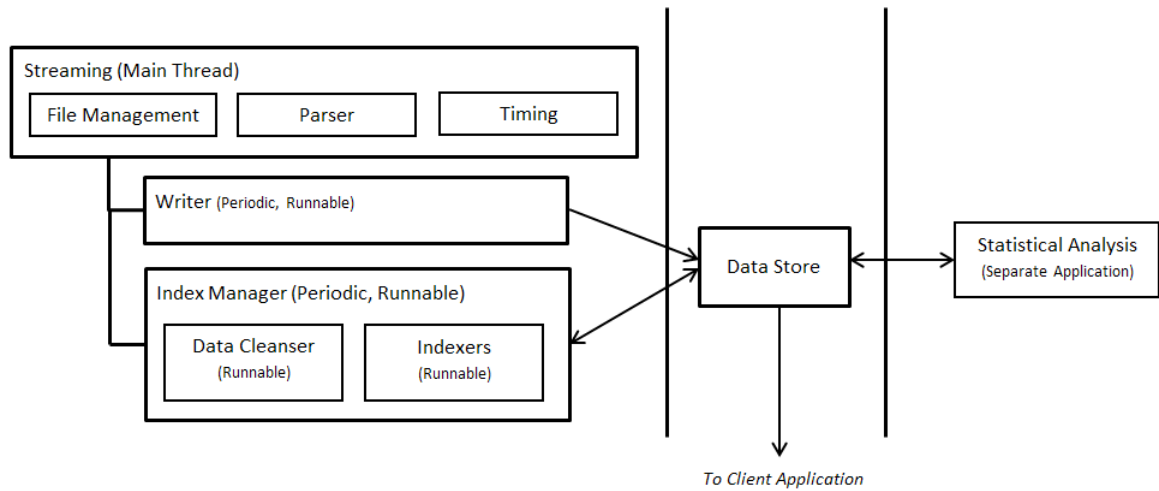 Streaming (Main Thread)
File Management
Parser
Timing
Writer (Periodic, Runnable)
Index Manager (Periodic, Runnable)
Data Cleanser
(Runnable)
Indexers
(Runnable)
Data Store
Statistical Analysis
(Separate Application)
To Client Application